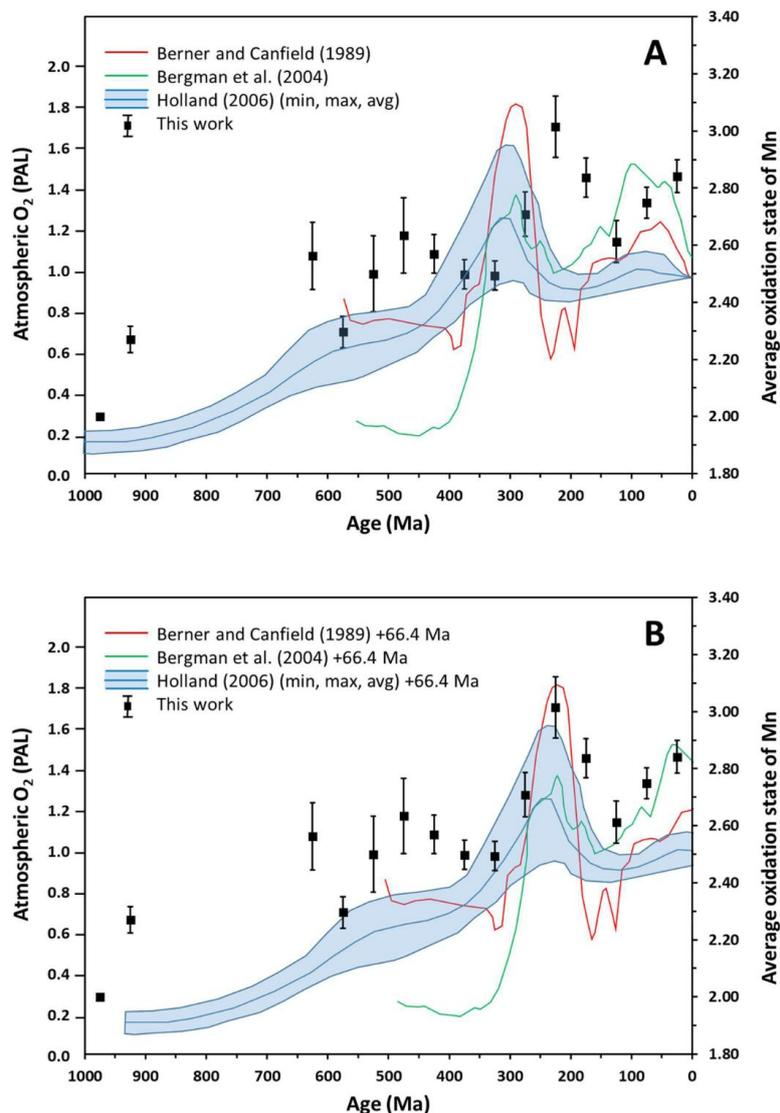 A
Berner and Canfield (1989)
Bergman et al. (2004)
Holland (2006) (min, max, avg)
This work
Atmospheric O2 (PAL)
2.0
1.8
1.6
1.4
1.2
1.0
0.8
0.6
0.4
0.2
0.0
3.40
3.20
3.00
2.80
2.60
2.40
2.20
2.00
1.80
Average oxidation state of Mn
1000 900 800 700 600 500 400 300 200 100 0
Age (Ma)
B
Berner and Canfield (1989) +66.4 Ma
Bergman et al. (2004) +66.4 Ma
Holland (2006) (min, max, avg) +66.4 Ma
This work
Atmospheric O2 (PAL)
2.0
1.8
1.6
1.4
1.2
1.0
0.8
0.6
0.4
0.2
0.0
3.40
3.20
3.00
2.80
2.60
2.40
2.20
2.00
1.80
Average oxidation state of Mn
1000 900 800 700 600 500 400 300 200 100 0
Age (Ma)